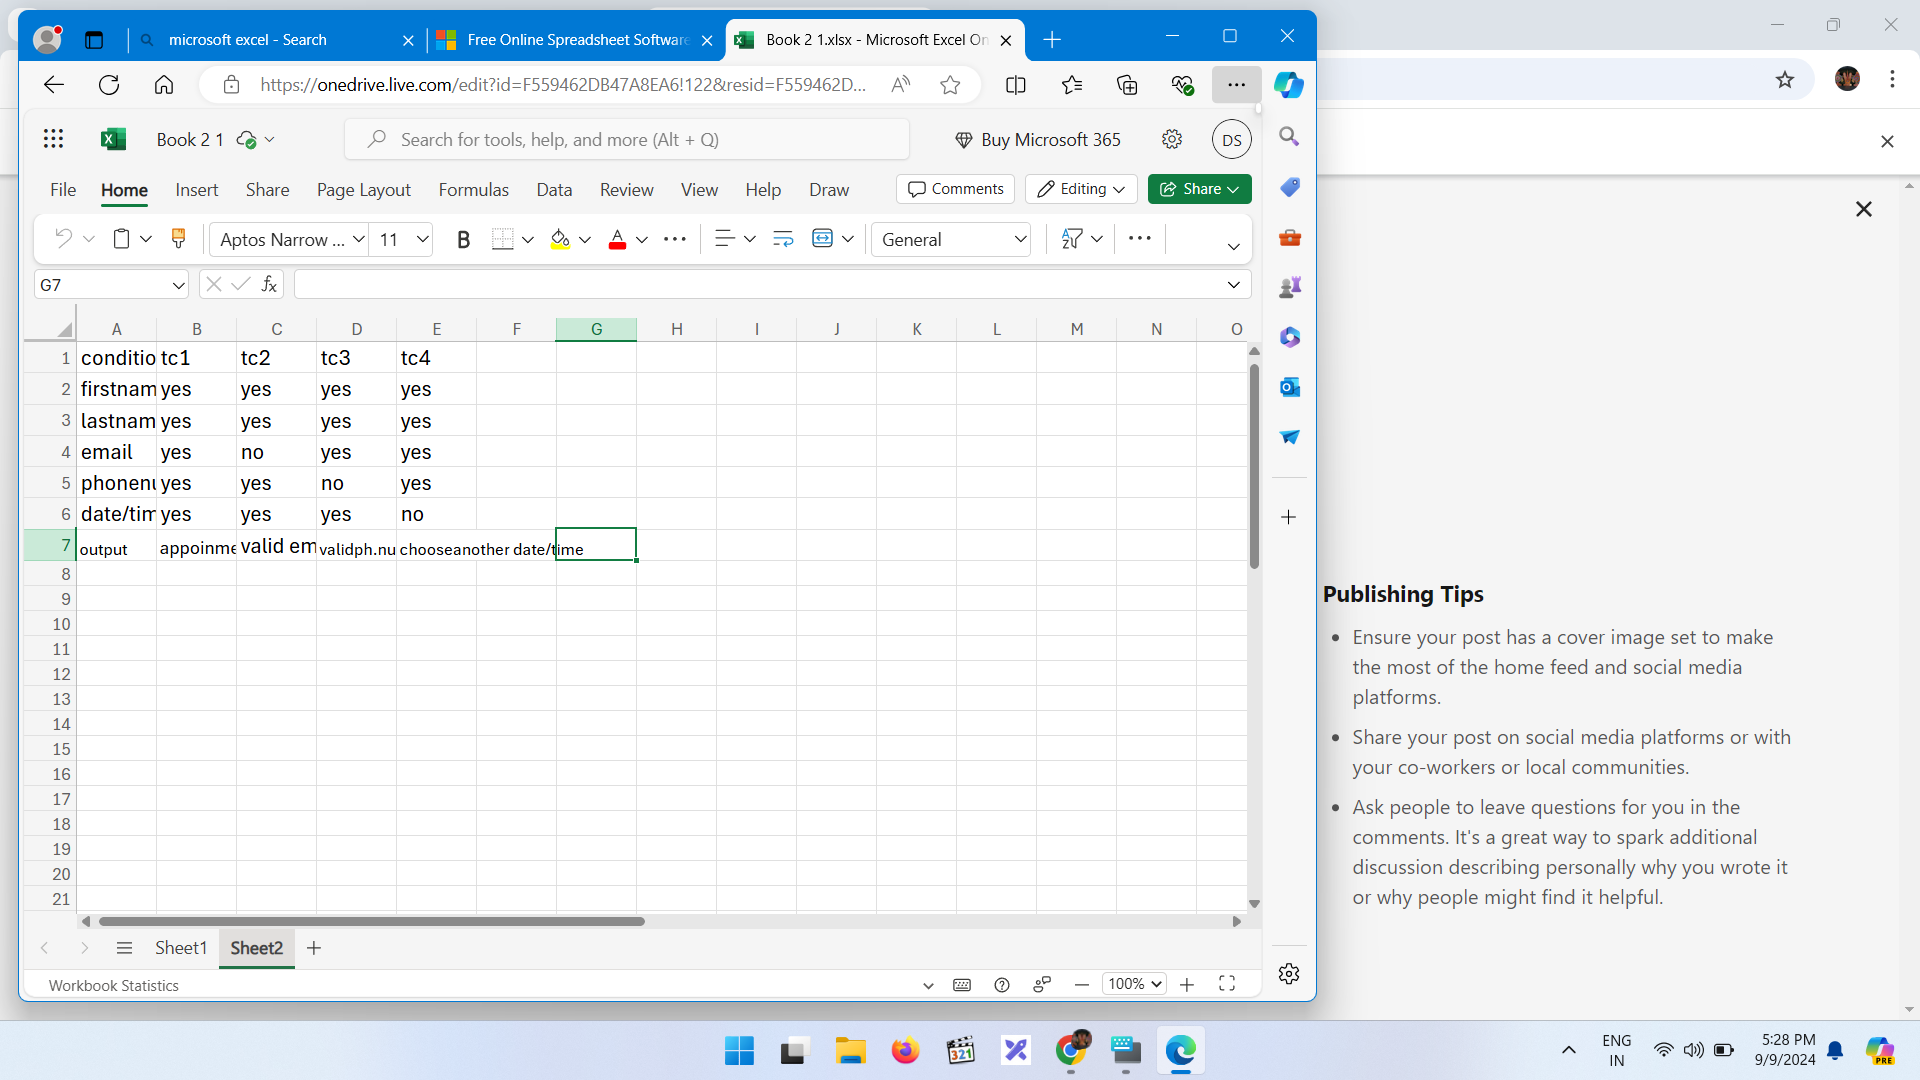 microsoft excel - Search
Free Online Spreadsheet Software
Book 2 1.xlsx - Microsoft Excel On
https://onedrive.live.com/edit?id=F559462DB47A8EA6!122&resid=F559462D...
Book 2 1
Search for tools, help, and more (Alt + Q)
Buy Microsoft 365
DS
File Home Insert Share Page Layout Formulas Data Review View Help Draw
Comments
Editing
Share
Aptos Narrow ... 11 B A General
G7 fx
A B C D E F G H I J K L M N O
1 conditio tc1 tc2 tc3 tc4
2 firstnam yes yes yes yes
3 lastnam yes yes yes yes
4 email yes no yes yes
5 phonenu yes yes no yes
6 date/tim yes yes yes no
7 output appoinme valid em validph.nu chooseanother date/time
8
9
10
11
12
13
14
15
16
17
18
19
20
21
Sheet1 Sheet2
Workbook Statistics
100%
Publishing Tips
Ensure your post has a cover image set to make
the most of the home feed and social media
platforms.
Share your post on social media platforms or with
your co-workers or local communities.
Ask people to leave questions for you in the
comments. It's a great way to spark additional
discussion describing personally why you wrote it
or why people might find it helpful.
321
ENG
IN
5:28 PM
9/9/2024
PRE